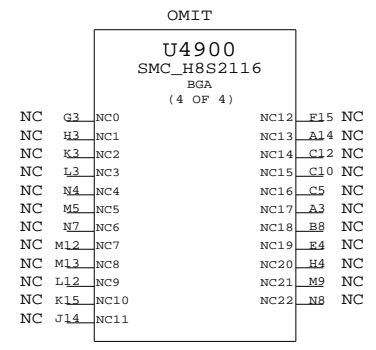 OMIT
U4900
SMC_H8S2116
BGA
(4 OF 4)
NC G3 NC0 NC12 F15 NC
NC H3 NC1 NC13 A14 NC
NC K3 NC2 NC14 C12 NC
NC L3 NC3 NC15 C10 NC
NC N4 NC4 NC16 C5 NC
NC M5 NC5 NC17 A3 NC
NC N7 NC6 NC18 B8 NC
NC M12 NC7 NC19 E4 NC
NC M13 NC8 NC20 H4 NC
NC L12 NC9 NC21 M9 NC
NC K15 NC10 NC22 N8 NC
NC J14 NC11